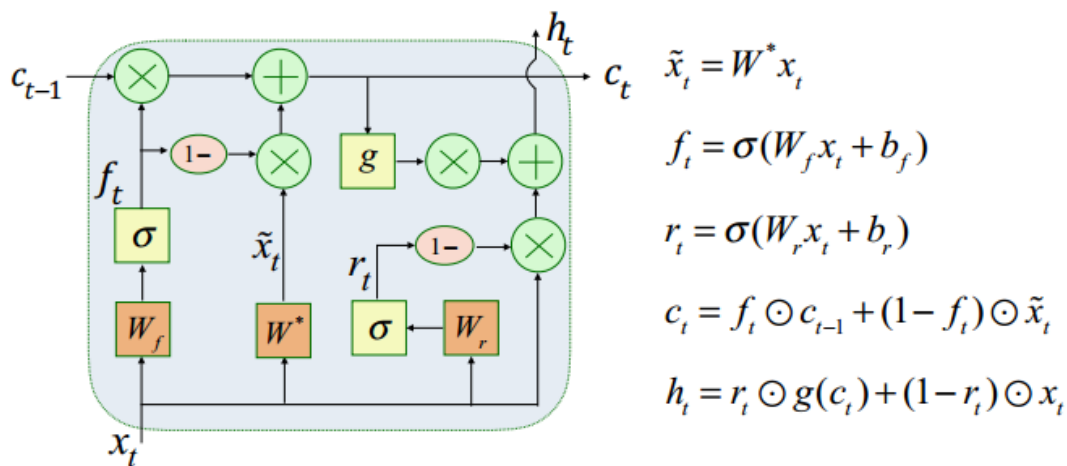 h_t
c_{t-1} × + c_t
1- × g × +
f_t
σ x̃_t r_t 1- ×
W_f W^* σ W_r
x_t
x̃_t = W^* x_t
f_t = σ(W_f x_t + b_f)
r_t = σ(W_r x_t + b_r)
c_t = f_t ⊙ c_{t-1} + (1 - f_t) ⊙ x̃_t
h_t = r_t ⊙ g(c_t) + (1 - r_t) ⊙ x_t